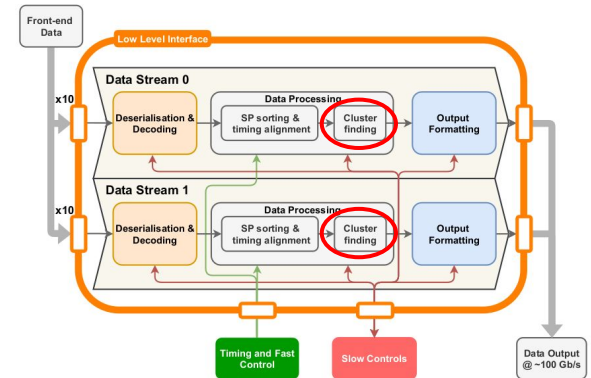 Front-end
Data
Low Level Interface
Data Stream 0
x10
Deserialisation &
Decoding
Data Processing
SP sorting &
timing alignment
Cluster
finding
Output
Formatting
Data Stream 1
x10
Deserialisation &
Decoding
Data Processing
SP sorting &
timing alignment
Cluster
finding
Output
Formatting
Timing and Fast
Control
Slow Controls
Data Output
@ ~100 Gb/s